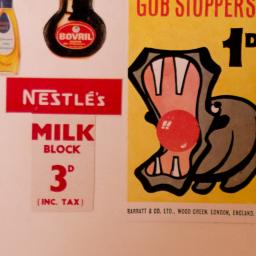 GOB STOPPERS
1D
BOVRIL
NESTLÉ'S
MILK
BLOCK
3D
(INC. TAX)
BARRATT & CO. LTD., WOOD GREEN, LONDON, ENGLAND.